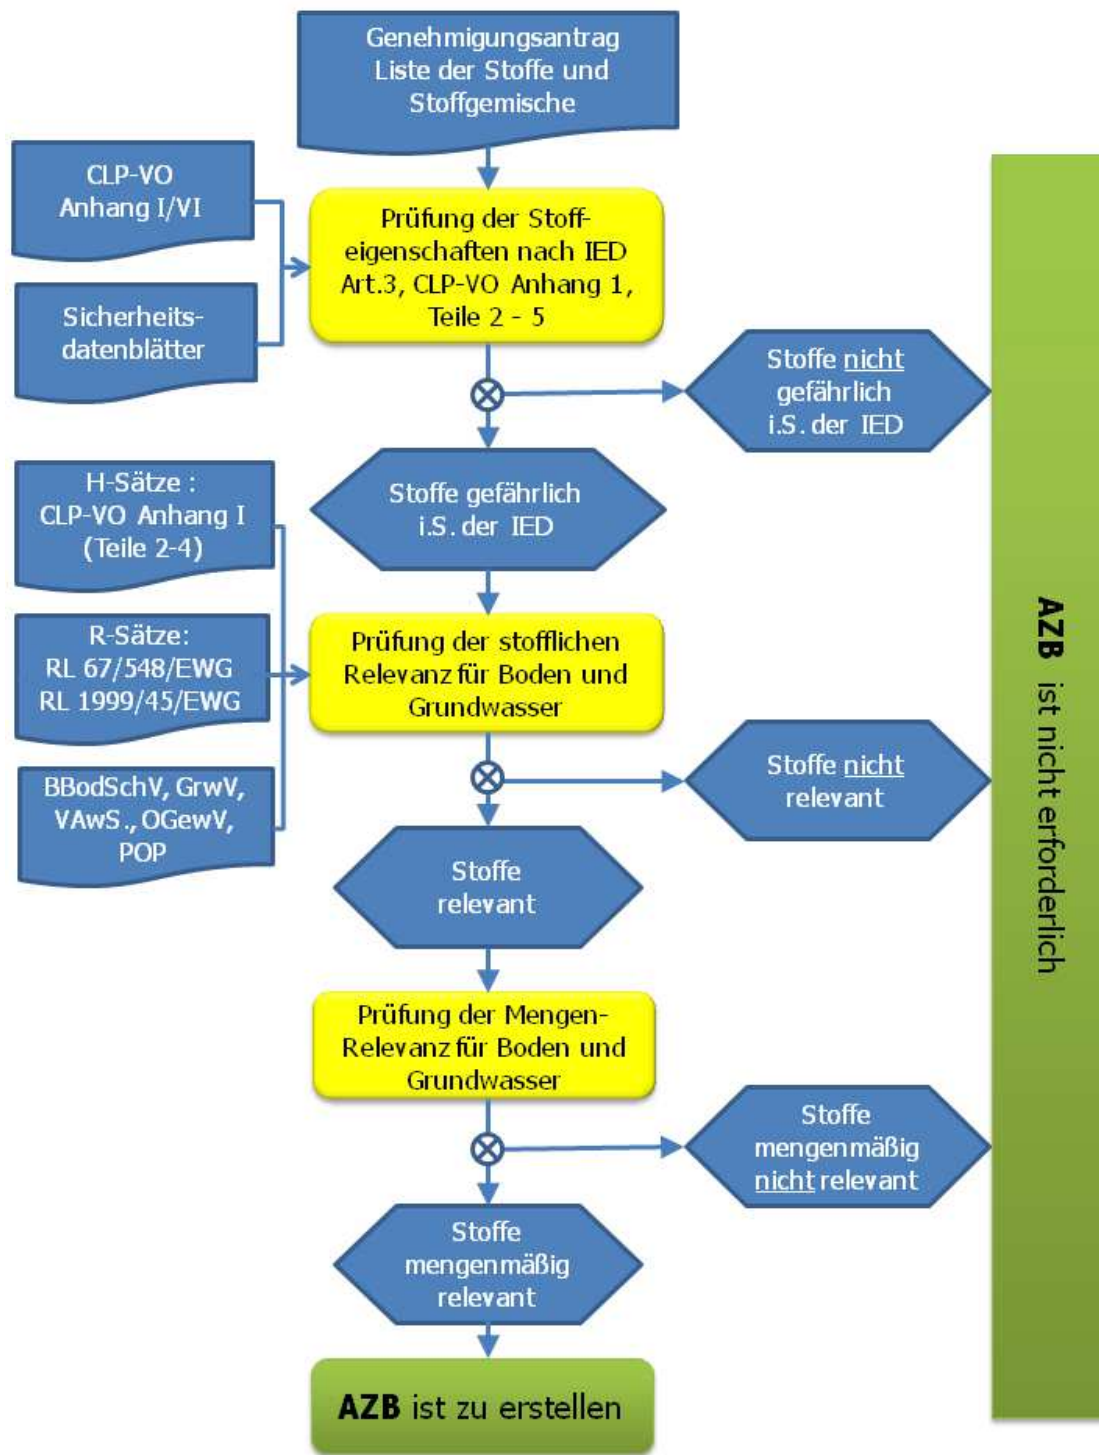 Genehmigungsantrag
Liste der Stoffe und
Stoffgemische
CLP-VO
Anhang I/VI
Sicherheits-
datenblätter
Prüfung der Stoff-
eigenschaften nach IED
Art.3, CLP-VO Anhang 1,
Teile 2 - 5
Stoffe nicht
gefährlich
i.S. der IED
Stoffe gefährlich
i.S. der IED
H-Sätze :
CLP-VO Anhang I
(Teile 2-4)
R-Sätze:
RL 67/548/EWG
RL 1999/45/EWG
BBodSchV, GrwV,
VAwS., OGewV,
POP
Prüfung der stofflichen
Relevanz für Boden und
Grundwasser
Stoffe nicht
relevant
Stoffe
relevant
Prüfung der Mengen-
Relevanz für Boden und
Grundwasser
Stoffe
mengenmäßig
nicht relevant
Stoffe
mengenmäßig
relevant
AZB ist zu erstellen
AZB ist nicht erforderlich